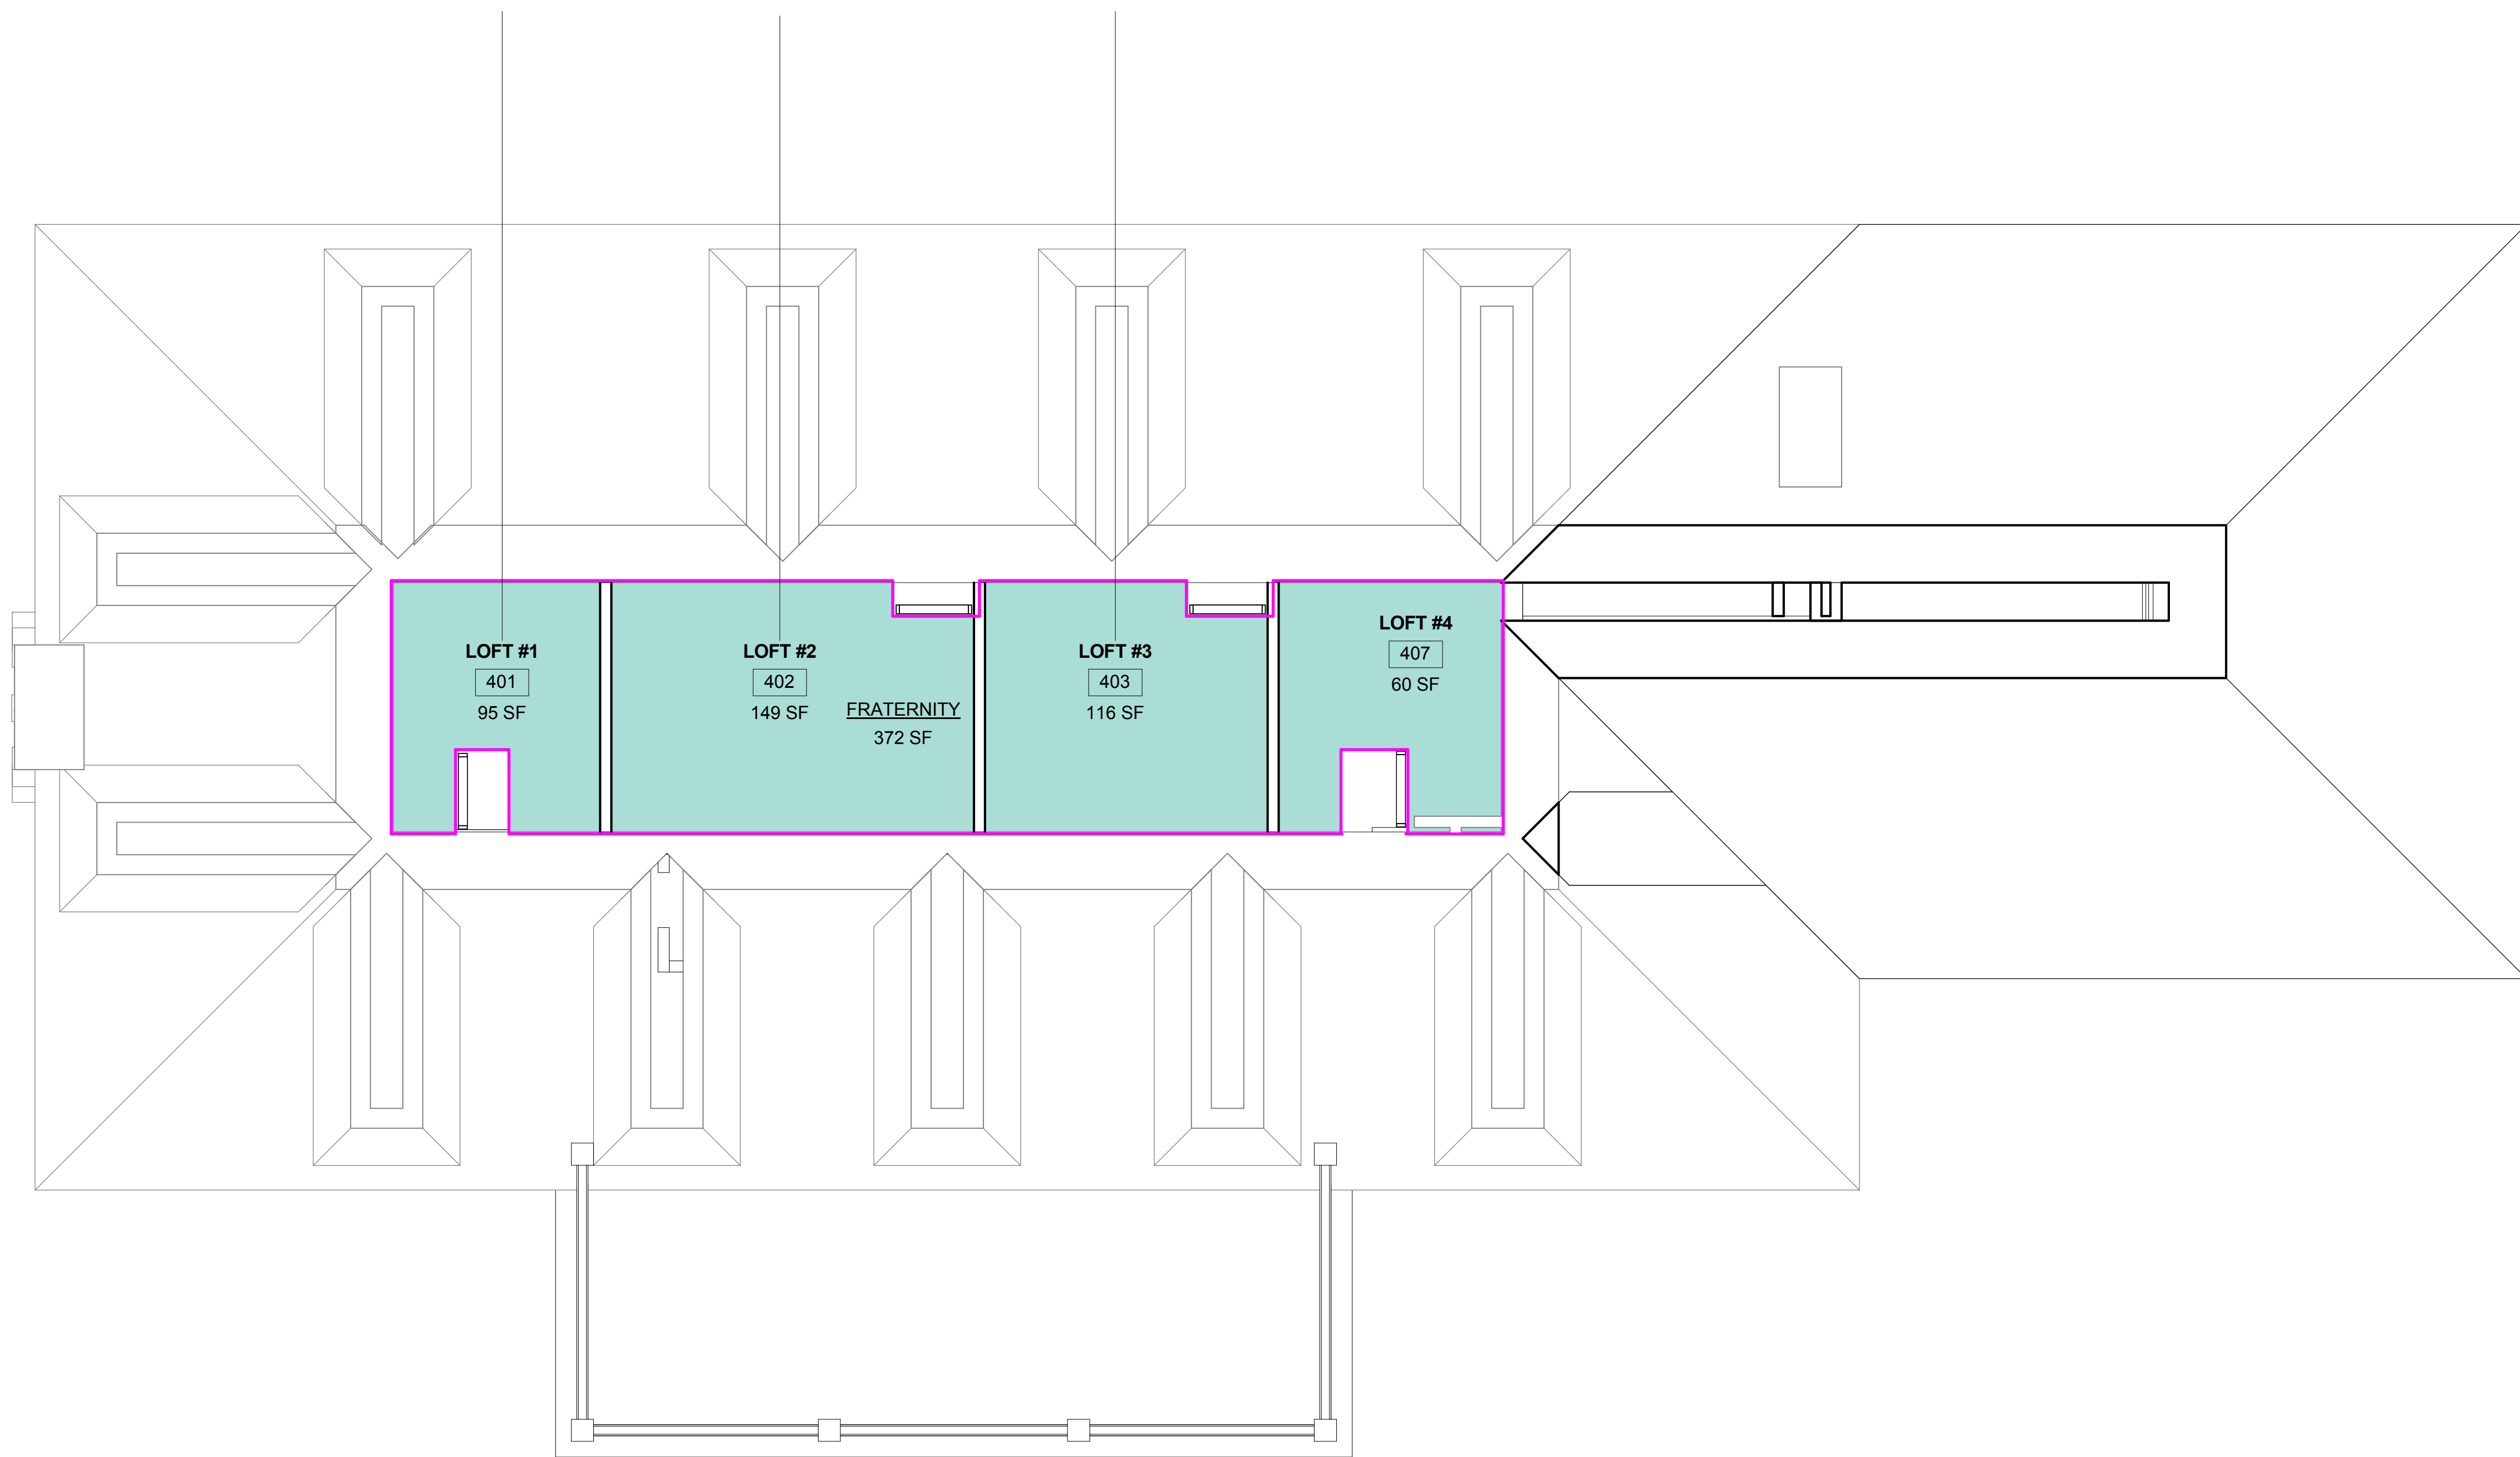 LOFT #1
401
95 SF
LOFT #2
402
149 SF
FRATERNITY
372 SF
LOFT #3
403
116 SF
LOFT #4
407
60 SF